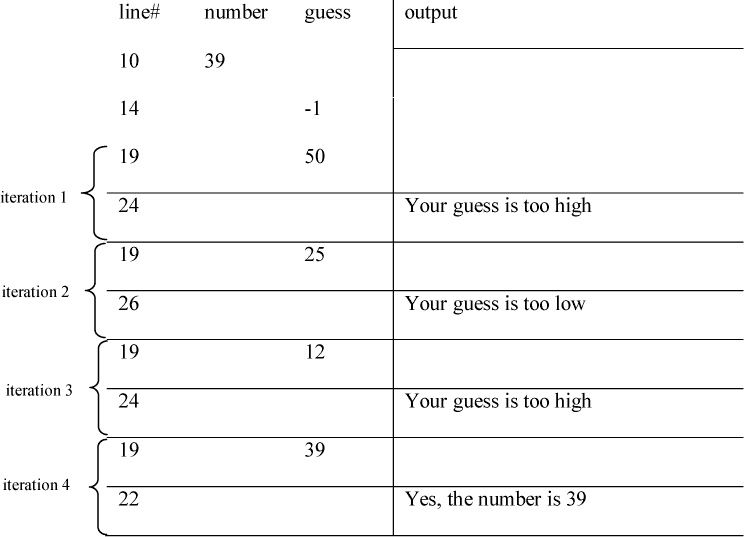 line# number guess output
10 39
14 -1
19 50
iteration 1
24 Your guess is too high
19 25
iteration 2
26 Your guess is too low
19 12
iteration 3
24 Your guess is too high
19 39
iteration 4
22 Yes, the number is 39